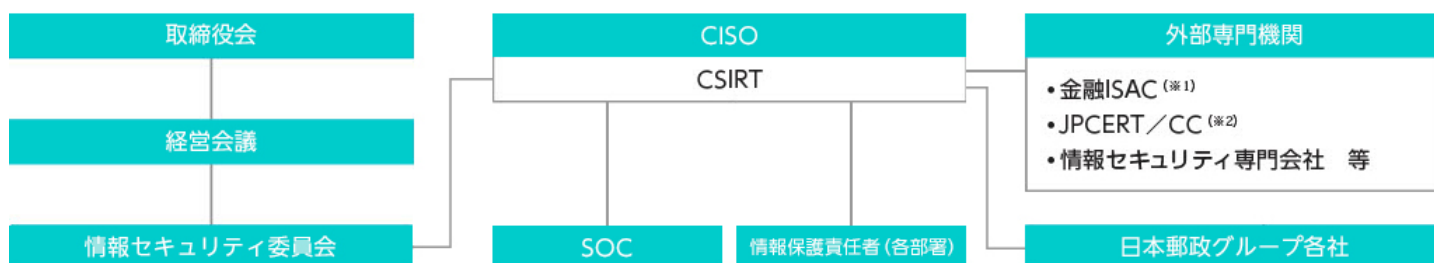 取締役会
経営会議
情報セキュリティ委員会
CISO
CSIRT
SOC
情報保護責任者(各部署)
外部専門機関
•金融ISAC(※1)
•JPCERT/CC(※2)
•情報セキュリティ専門会社　等
日本郵政グループ各社